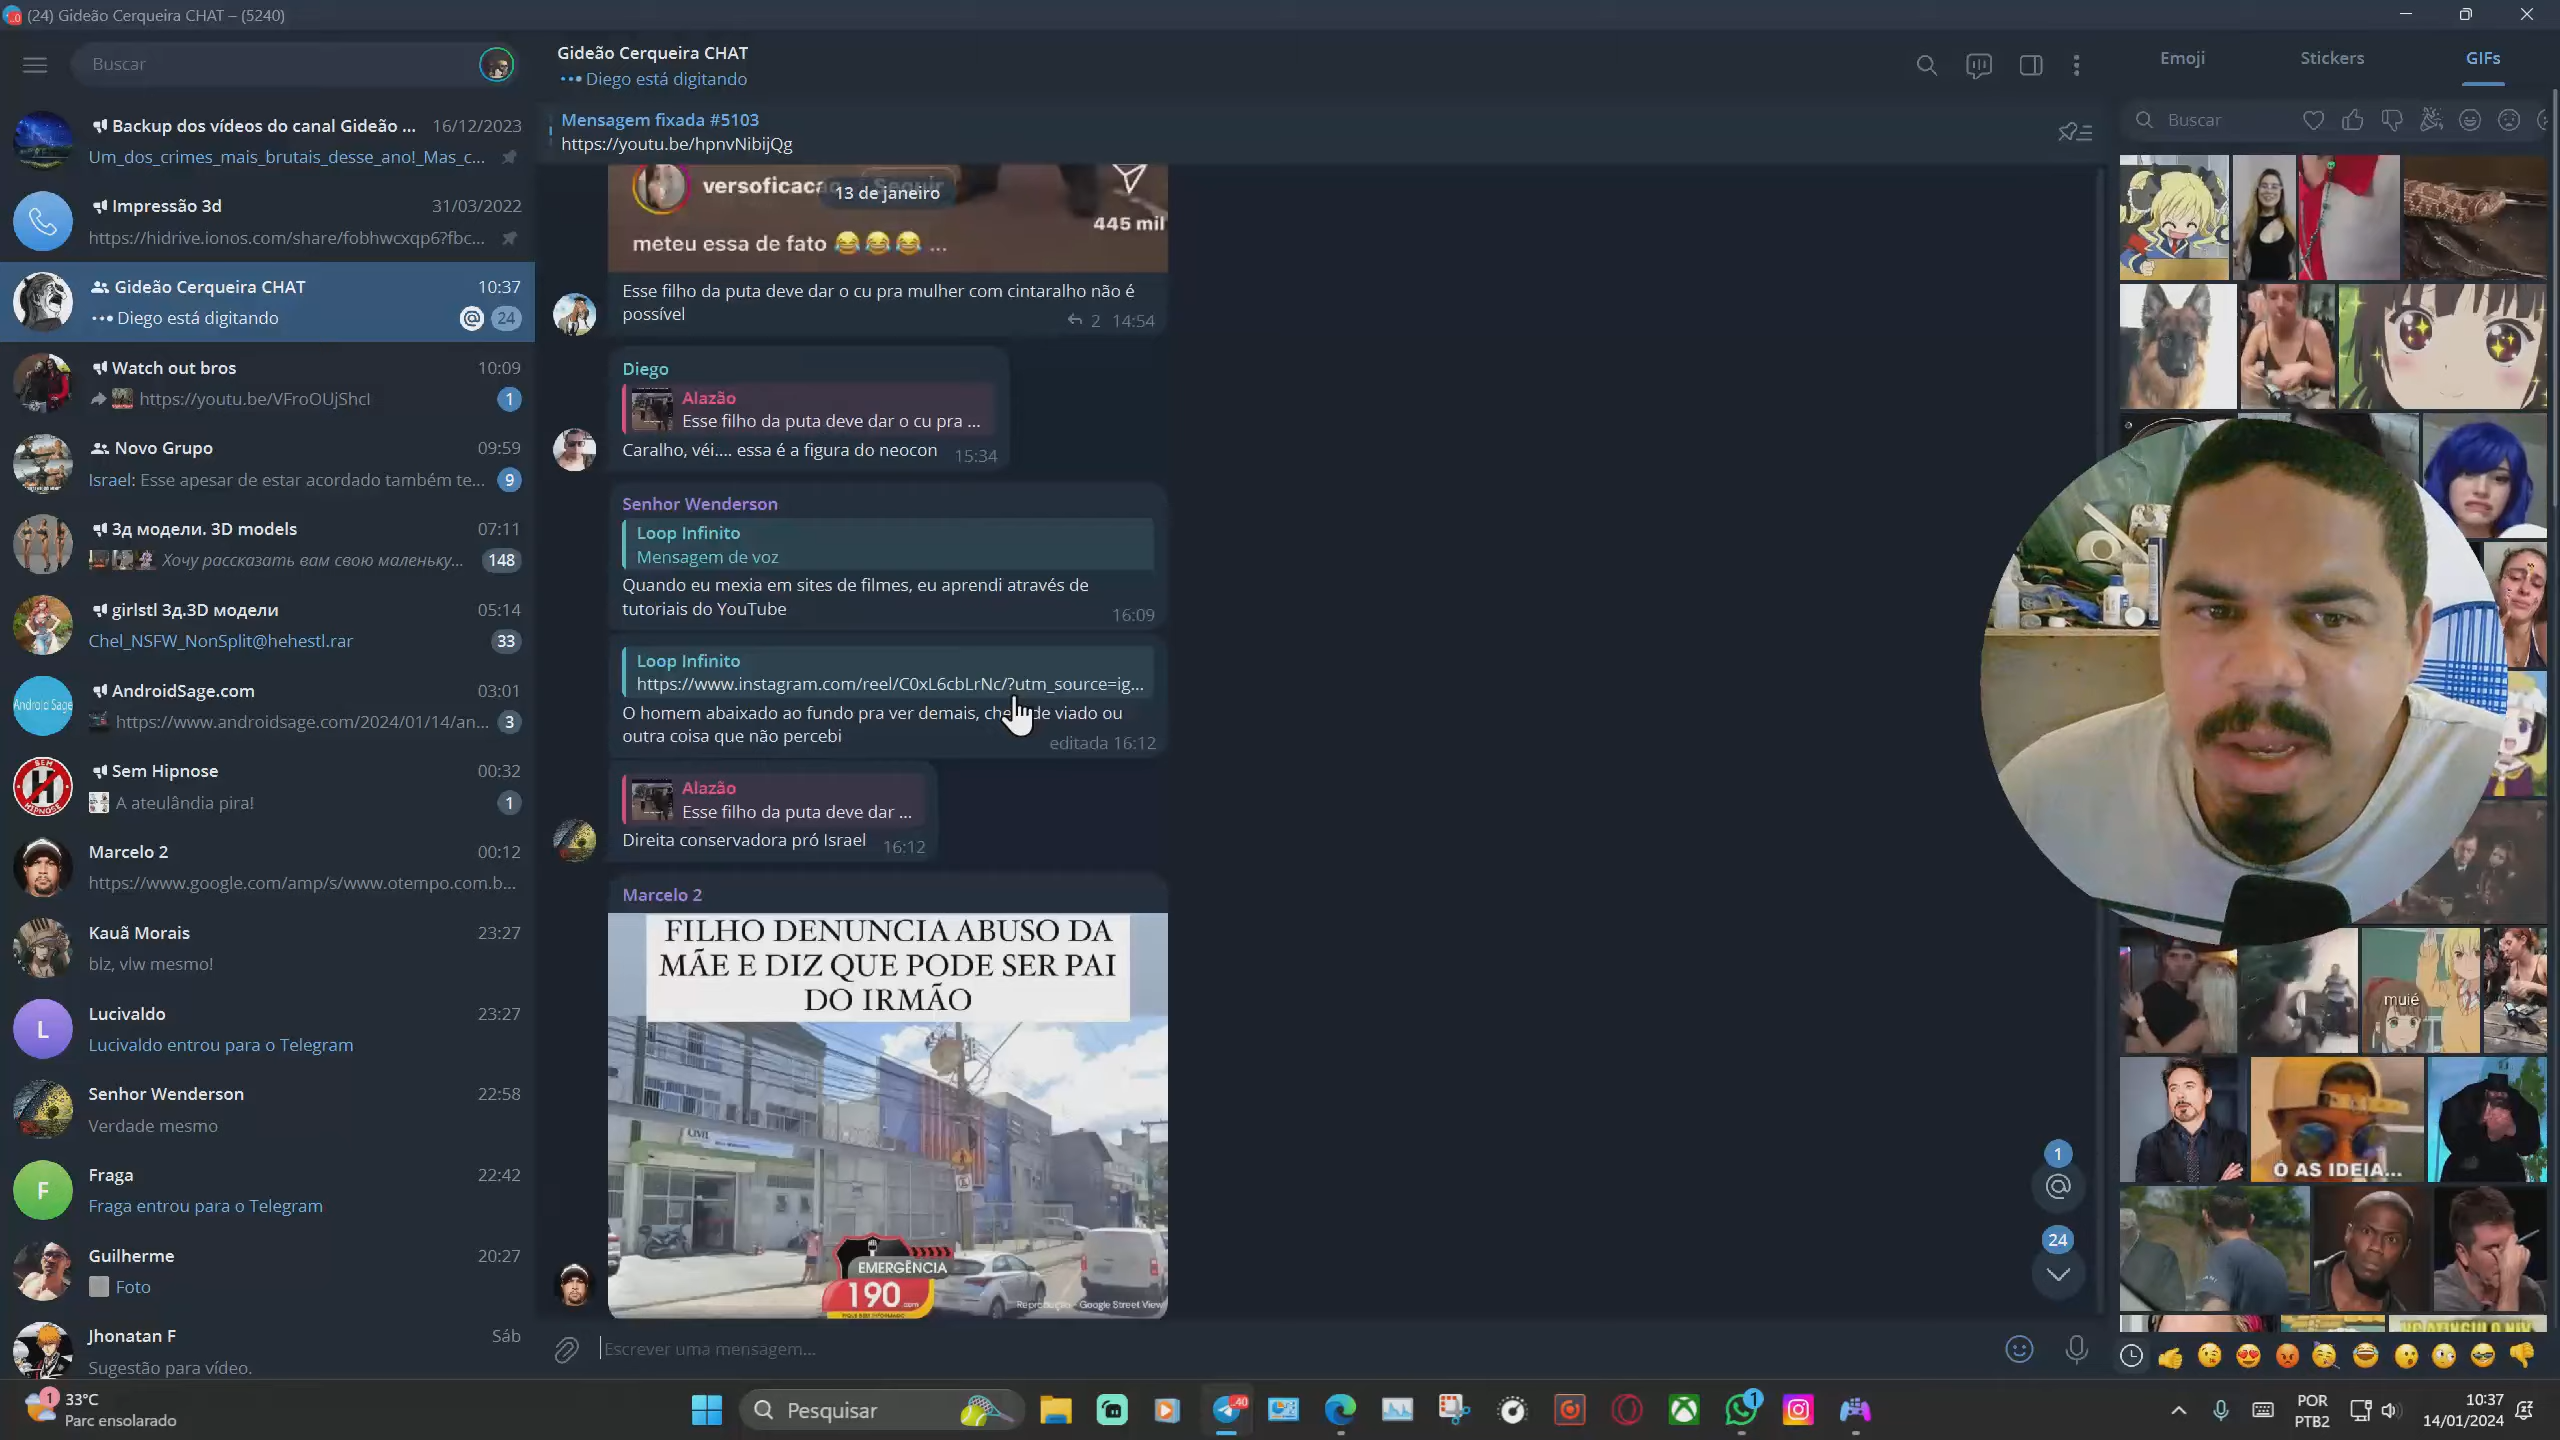 (24) Gideão Cerqueira CHAT – (5240)
Buscar
Backup dos vídeos do canal Gideão ...
16/12/2023
Um_dos_crimes_mais_brutais_desse_ano!_Mas_c...
Impressão 3d
31/03/2022
https://hidrive.ionos.com/share/fobhwcxqp6?fbc...
Gideão Cerqueira CHAT
10:37
Diego está digitando
@
24
Watch out bros
10:09
https://youtu.be/VFroOUjShcI
1
Novo Grupo
09:59
Israel: Esse apesar de estar acordado também te...
9
3д модели. 3D models
07:11
Хочу рассказать вам свою маленьку...
148
girlstl 3д.3D модели
05:14
Chel_NSFW_NonSplit@hehestl.rar
33
Android Sage
AndroidSage.com
03:01
https://www.androidsage.com/2024/01/14/an...
3
SEM
HIPNOSE
Sem Hipnose
00:32
A ateulândia pira!
1
Marcelo 2
00:12
https://www.google.com/amp/s/www.otempo.com.b...
Kauã Morais
23:27
blz, vlw mesmo!
L
Lucivaldo
23:27
Lucivaldo entrou para o Telegram
Senhor Wenderson
22:58
Verdade mesmo
F
Fraga
22:42
Fraga entrou para o Telegram
Guilherme
20:27
Foto
Jhonatan F
Sáb
Sugestão para vídeo.
Gideão Cerqueira CHAT
Diego está digitando
Mensagem fixada #5103
https://youtu.be/hpnvNibijQg
13 de janeiro
445 mil
meteu essa de fato 😂😂😂 ...
Esse filho da puta deve dar o cu pra mulher com cintaralho não é
possível
2 14:54
Diego
Alazão
Esse filho da puta deve dar o cu pra ...
Caralho, véi.... essa é a figura do neocon
15:34
Senhor Wenderson
Loop Infinito
Mensagem de voz
Quando eu mexia em sites de filmes, eu aprendi através de
tutoriais do YouTube
16:09
Loop Infinito
https://www.instagram.com/reel/C0xL6cbLrNc/?utm_source=ig...
O homem abaixado ao fundo pra ver demais, de viado ou
outra coisa que não percebi
editada 16:12
Alazão
Esse filho da puta deve dar ...
Direita conservadora pró Israel
16:12
Marcelo 2
FILHO DENUNCIA ABUSO DA
MÃE E DIZ QUE PODE SER PAI
DO IRMÃO
CIVIL
EMERGÊNCIA
190
Reprodução - Google Street View
1
@
24
Escrever uma mensagem...
Emoji
Stickers
GIFs
Buscar
muié
Ó AS IDEIA...
33°C
Parc ensolarado
Pesquisar
POR
PTB2
10:37
14/01/2024